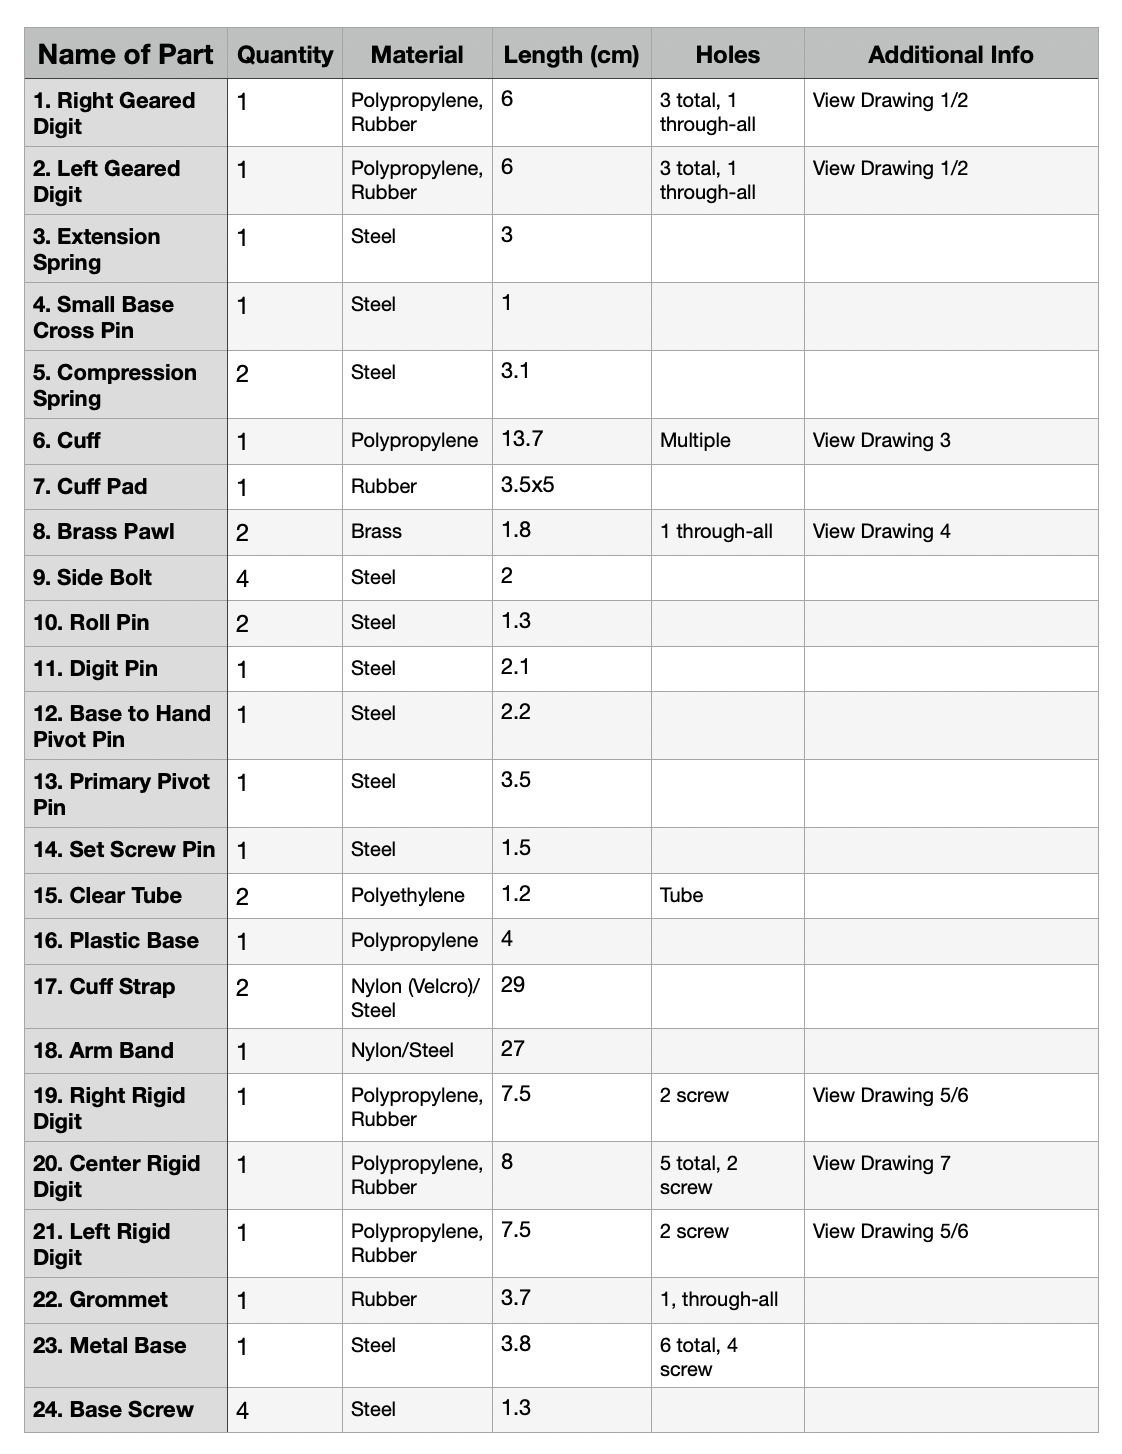 Name of Part Quantity Material Length (cm) Holes Additional Info
1. Right Geared Digit 1 Polypropylene, Rubber 6 3 total, 1 through-all View Drawing 1/2
2. Left Geared Digit 1 Polypropylene, Rubber 6 3 total, 1 through-all View Drawing 1/2
3. Extension Spring 1 Steel 3
4. Small Base Cross Pin 1 Steel 1
5. Compression Spring 2 Steel 3.1
6. Cuff 1 Polypropylene 13.7 Multiple View Drawing 3
7. Cuff Pad 1 Rubber 3.5x5
8. Brass Pawl 2 Brass 1.8 1 through-all View Drawing 4
9. Side Bolt 4 Steel 2
10. Roll Pin 2 Steel 1.3
11. Digit Pin 1 Steel 2.1
12. Base to Hand Pivot Pin 1 Steel 2.2
13. Primary Pivot Pin 1 Steel 3.5
14. Set Screw Pin 1 Steel 1.5
15. Clear Tube 2 Polyethylene 1.2 Tube
16. Plastic Base 1 Polypropylene 4
17. Cuff Strap 2 Nylon (Velcro)/ Steel 29
18. Arm Band 1 Nylon/Steel 27
19. Right Rigid Digit 1 Polypropylene, Rubber 7.5 2 screw View Drawing 5/6
20. Center Rigid Digit 1 Polypropylene, Rubber 8 5 total, 2 screw View Drawing 7
21. Left Rigid Digit 1 Polypropylene, Rubber 7.5 2 screw View Drawing 5/6
22. Grommet 1 Rubber 3.7 1, through-all
23. Metal Base 1 Steel 3.8 6 total, 4 screw
24. Base Screw 4 Steel 1.3